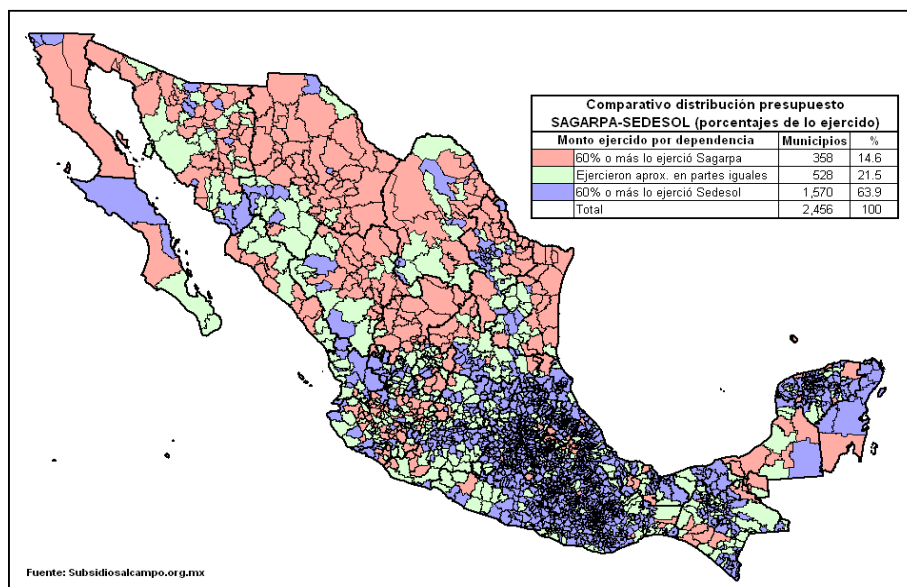 Comparativo distribución presupuesto
SAGARPA-SEDESOL (porcentajes de lo ejercido)
Monto ejercido por dependencia Municipios %
60% o más lo ejerció Sagarpa 358 14.6
Ejercieron aprox. en partes iguales 528 21.5
60% o más lo ejerció Sedesol 1,570 63.9
Total 2,456 100
Fuente: Subsidiosalcampo.org.mx